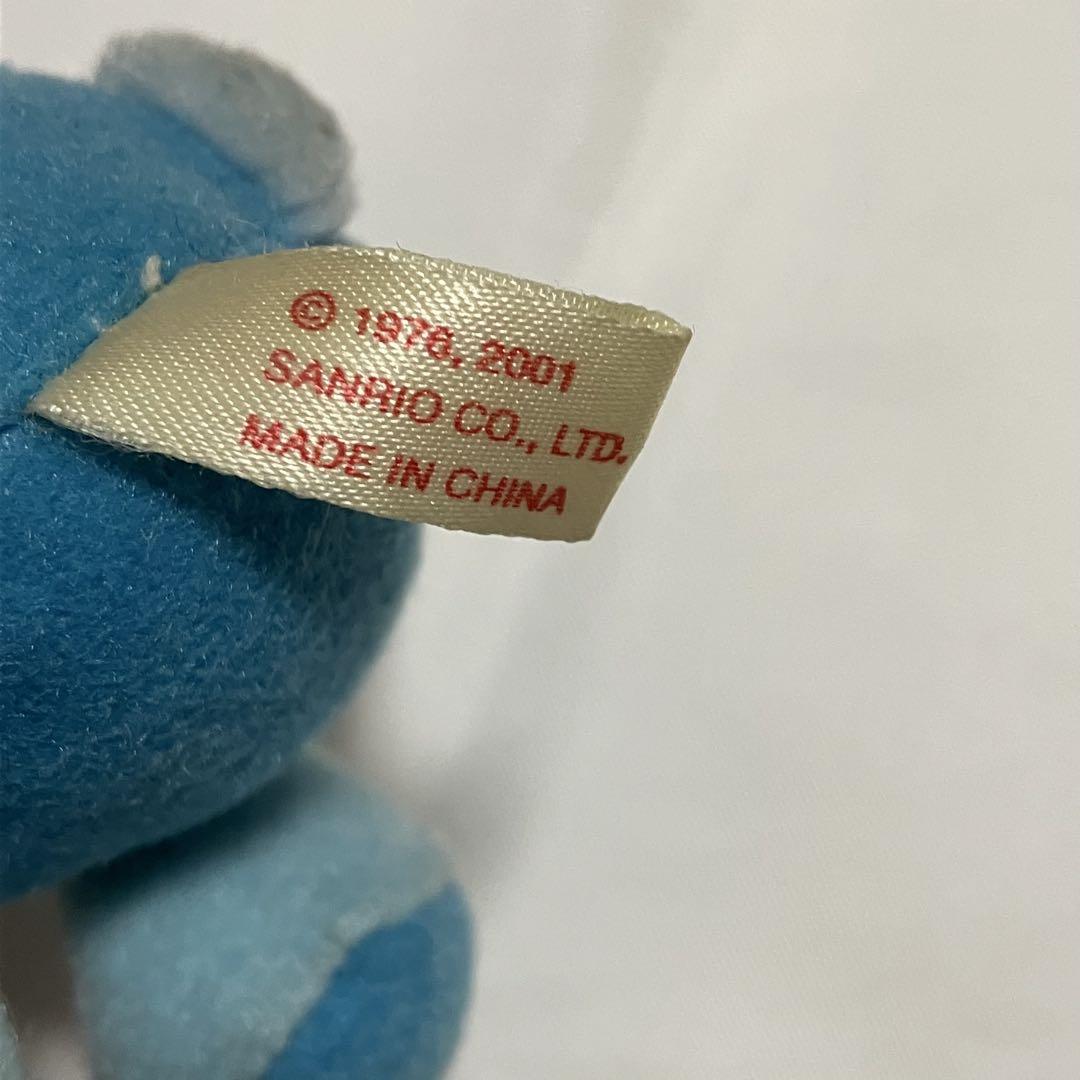 © 1976, 2001
SANRIO CO., LTD.
MADE IN CHINA